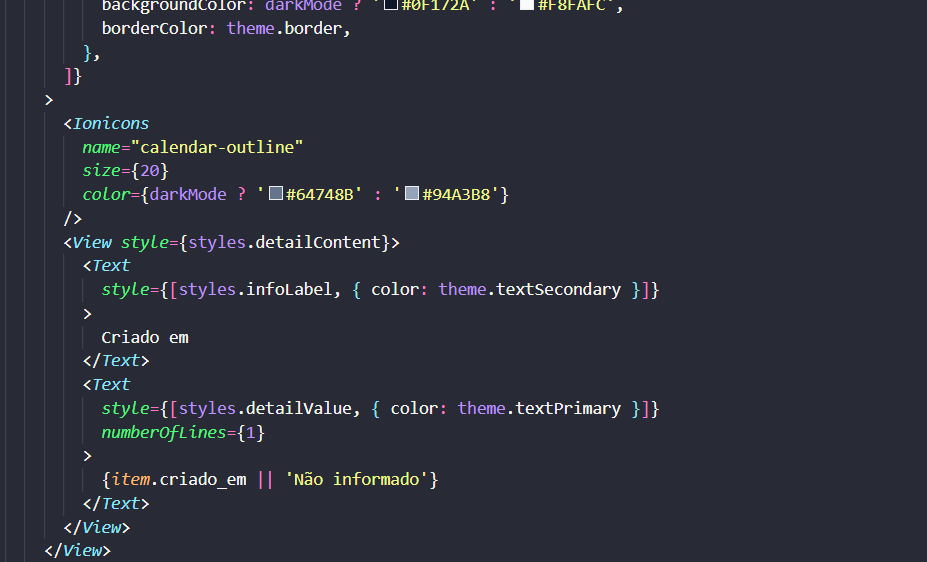 backgroundColor: darkMode ? '#0F172A' : '#F8FAFC',
borderColor: theme.border,
},
]}
>
<Ionicons
name="calendar-outline"
size={20}
color={darkMode ? '#64748B' : '#94A3B8'}
/>
<View style={styles.detailContent}>
<Text
style={[styles.infoLabel, { color: theme.textSecondary }]}
>
Criado em
</Text>
<Text
style={[styles.detailValue, { color: theme.textPrimary }]}
numberOfLines={1}
>
{item.criado_em || 'Não informado'}
</Text>
</View>
</View>